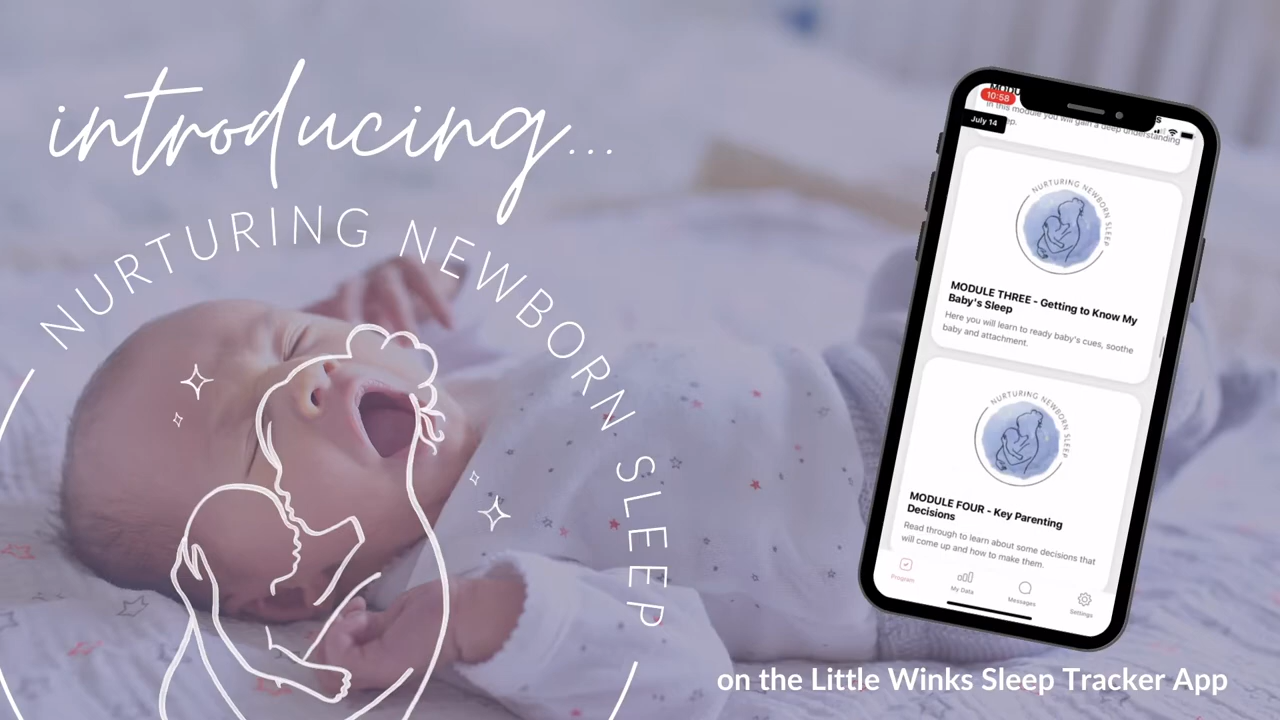 introducing...
NURTURING NEWBORN SLEEP
MODU
10:58
In this module you will gain a deep understanding
July 14
NURTURING NEWBORN SLEEP
MODULE THREE - Getting to Know My
Baby's Sleep
Here you will learn to ready baby's cues, soothe
baby and attachment.
NURTURING NEWBORN SLEEP
MODULE FOUR - Key Parenting
Decisions
Read through to learn about some decisions that
will come up and how to make them.
Program
My Data
Messages
Settings
on the Little Winks Sleep Tracker App